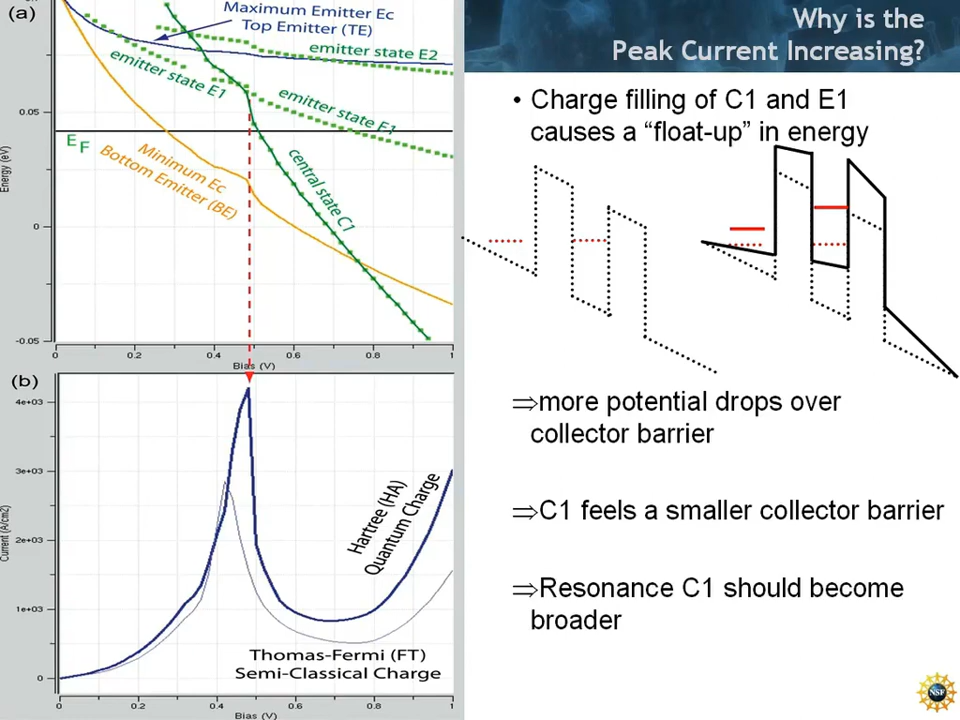 (a)
Maximum Emitter Ec
Top Emitter (TE)
emitter state E2
emitter state E1
emitter state E1
0.05
E F
Minimum Ec
Bottom Emitter (BE)
central state C1
Energy (eV)
0
-0.05
0
0.2
0.4
0.6
0.8
1
Bias (V)
(b)
4e+03
3e+03
2e+03
1e+03
0
Current (A/cm2)
Hartree (HA)
Quantum Charge
Thomas-Fermi (FT)
Semi-Classical Charge
0
0.2
0.4
0.6
0.8
1
Bias (V)
Why is the
Peak Current Increasing?
• Charge filling of C1 and E1
causes a “float-up” in energy
⇒more potential drops over
collector barrier
⇒C1 feels a smaller collector barrier
⇒Resonance C1 should become
broader
NSF